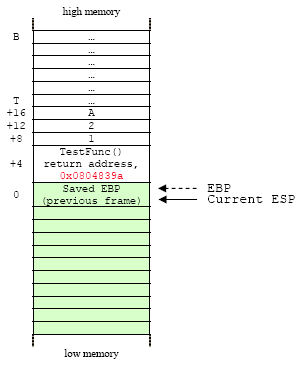 high memory
B …
…
…
…
…
T …
+16 A
+12 2
+8 1
TestFunc()
+4 return address,
0x0804839a
Saved EBP EBP
0 (previous frame) Current ESP
low memory